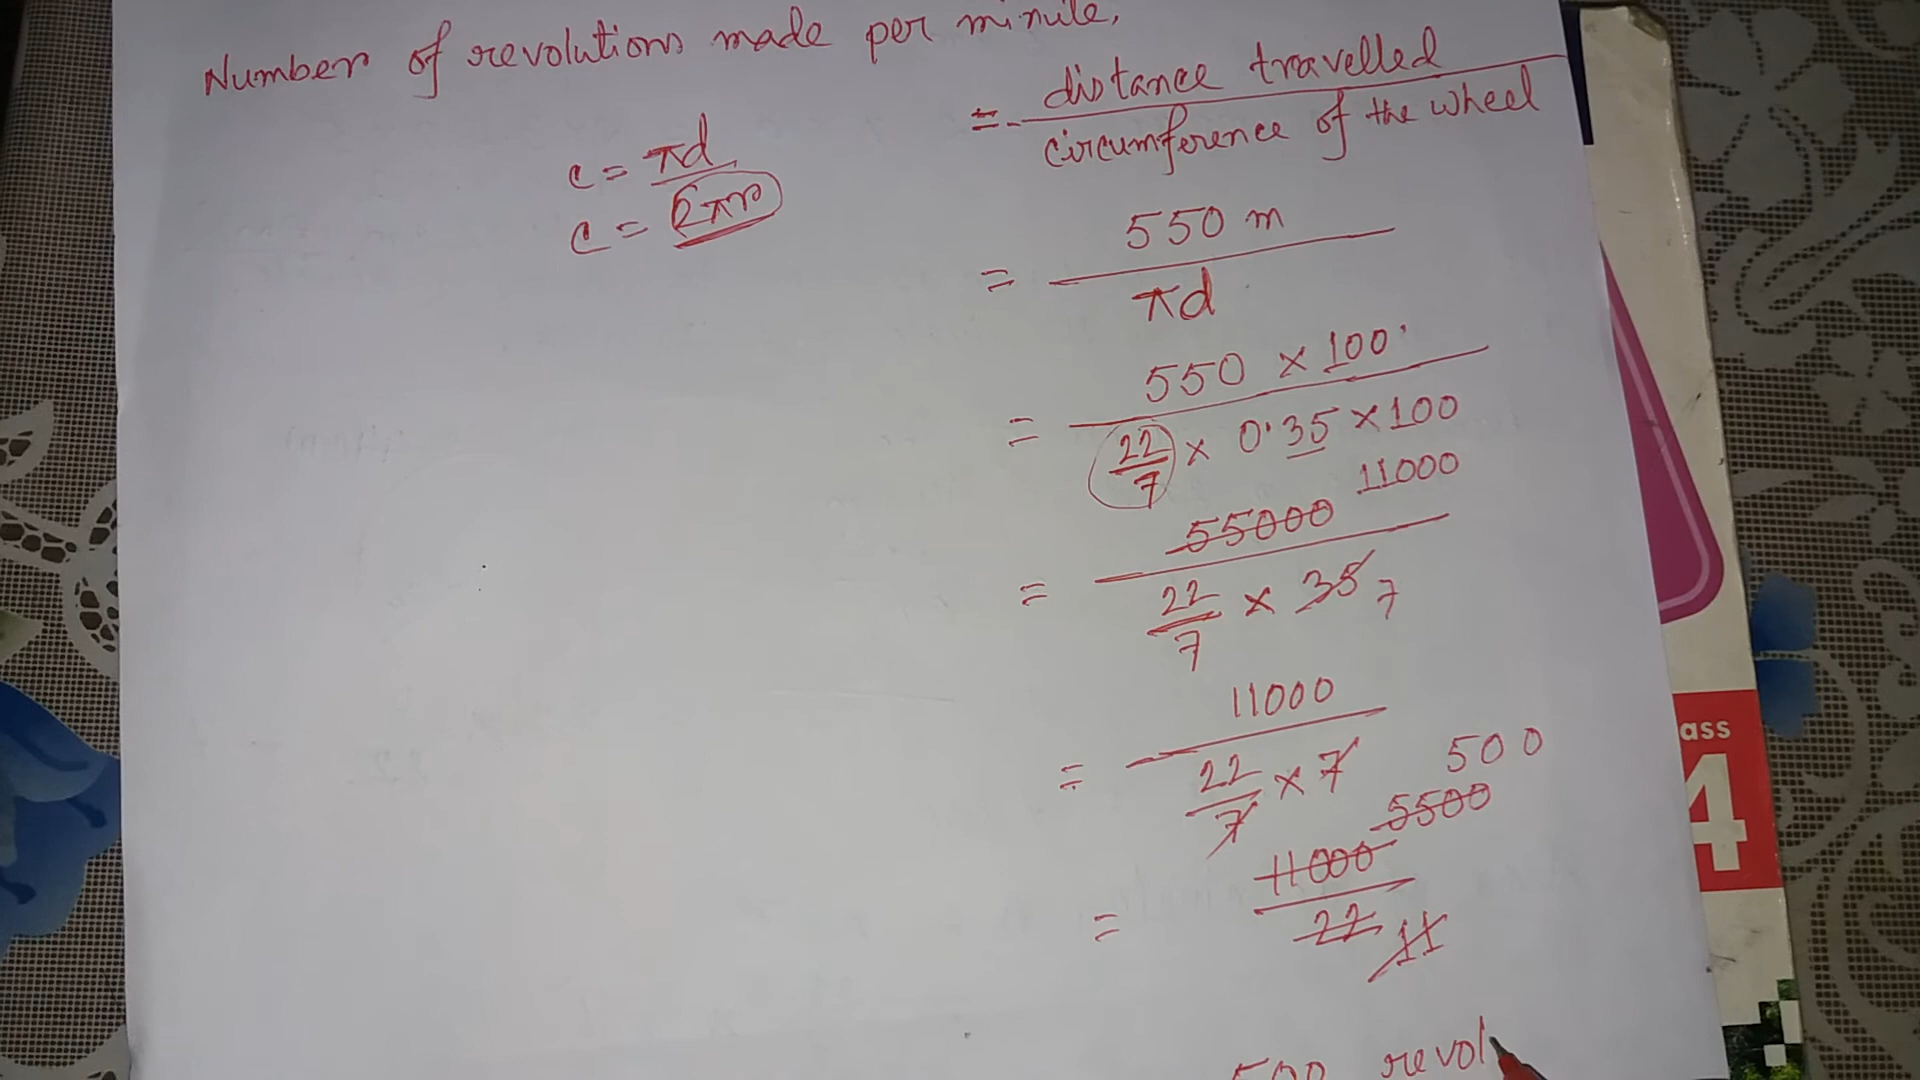 Number of revolutions made per minute,
= distance travelled
circumference of the wheel
c = πd
c = 2πr
= 550 m
πd
= 550 × 100
22/7 × 0.35 × 100
= 55000 11000
22/7 × 35 7
= 11000
22/7 × 7
500
5500
= 11000
22 11
500 revol
ass
4